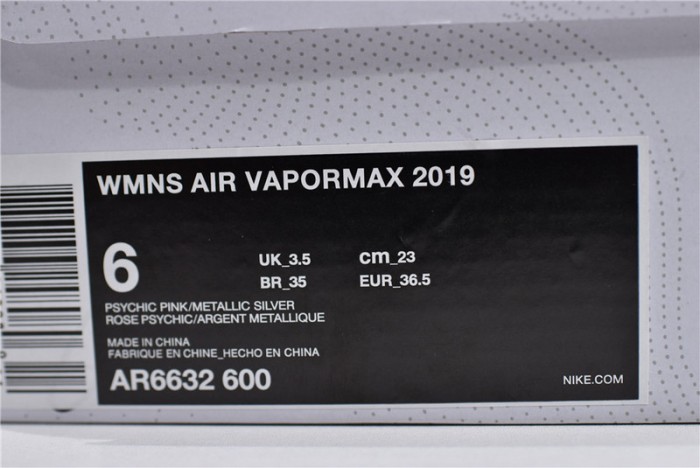 WMNS AIR VAPORMAX 2019
6
UK_3.5 cm_23
BR_35 EUR_36.5
PSYCHIC PINK/METALLIC SILVER
ROSE PSYCHIC/ARGENT METALLIQUE
MADE IN CHINA
FABRIQUE EN CHINE_HECHO EN CHINA
AR6632 600
NIKE.COM